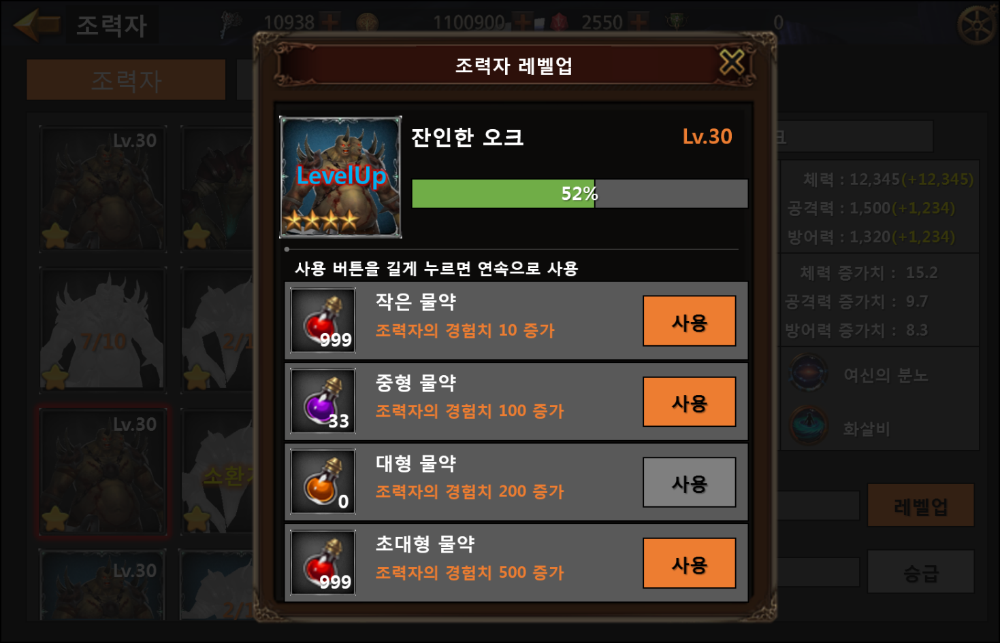 조력자
10938
1100900
2550
0
조력자
조력자 레벨업
잔인한 오크
Lv.30
LevelUp
52%
사용 버튼을 길게 누르면 연속으로 사용
작은 물약
조력자의 경험치 10 증가
999
사용
중형 물약
조력자의 경험치 100 증가
33
사용
대형 물약
조력자의 경험치 200 증가
0
사용
초대형 물약
조력자의 경험치 500 증가
999
사용
Lv.30
7/10
2/1
Lv.30
소환
Lv.30
2/1
크
체력 : 12,345(+12,345)
공격력 : 1,500(+1,234)
방어력 : 1,320(+1,234)
체력 증가치 : 15.2
공격력 증가치 : 9.7
방어력 증가치 : 8.3
여신의 분노
화살비
레벨업
승급